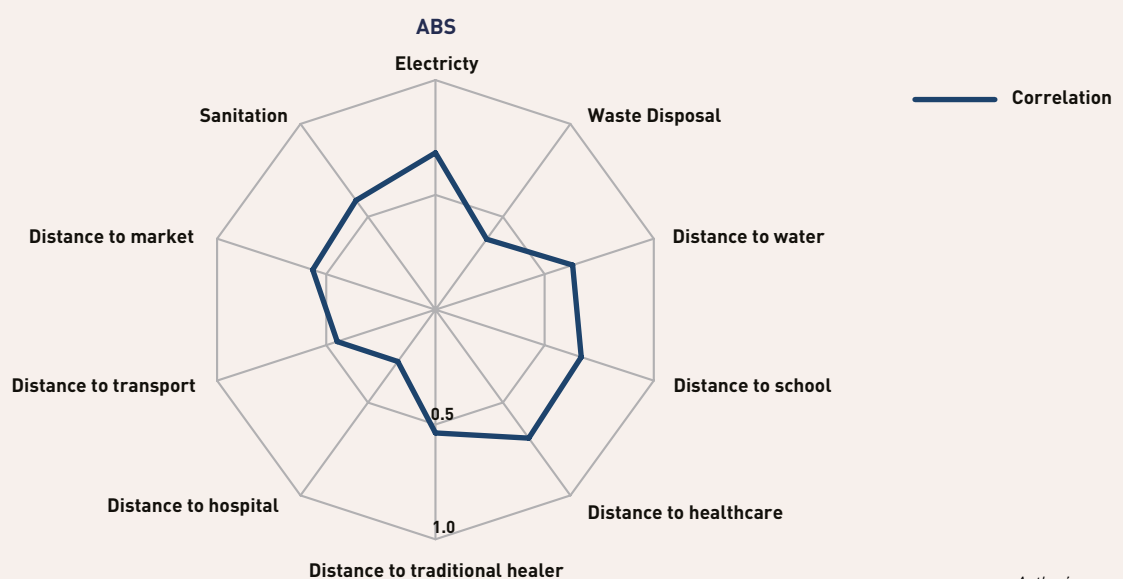 ABS
Electricty
Correlation
Sanitation
Waste Disposal
Distance to market
Distance to water
Distance to transport
Distance to school
0.5
Distance to hospital
Distance to healthcare
1.0
Distance to traditional healer